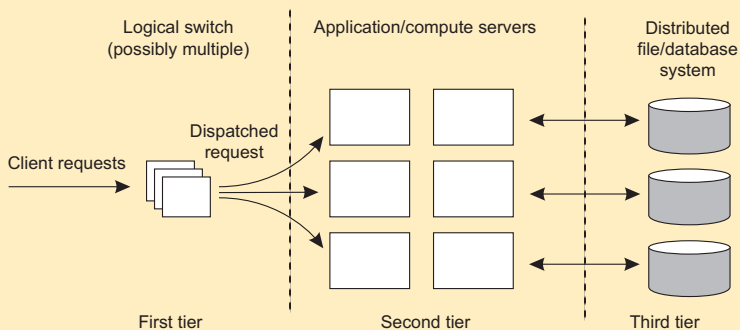 Logical switch
(possibly multiple)
Application/compute servers
Distributed
file/database
system
Dispatched
request
Client requests
First tier
Second tier
Third tier